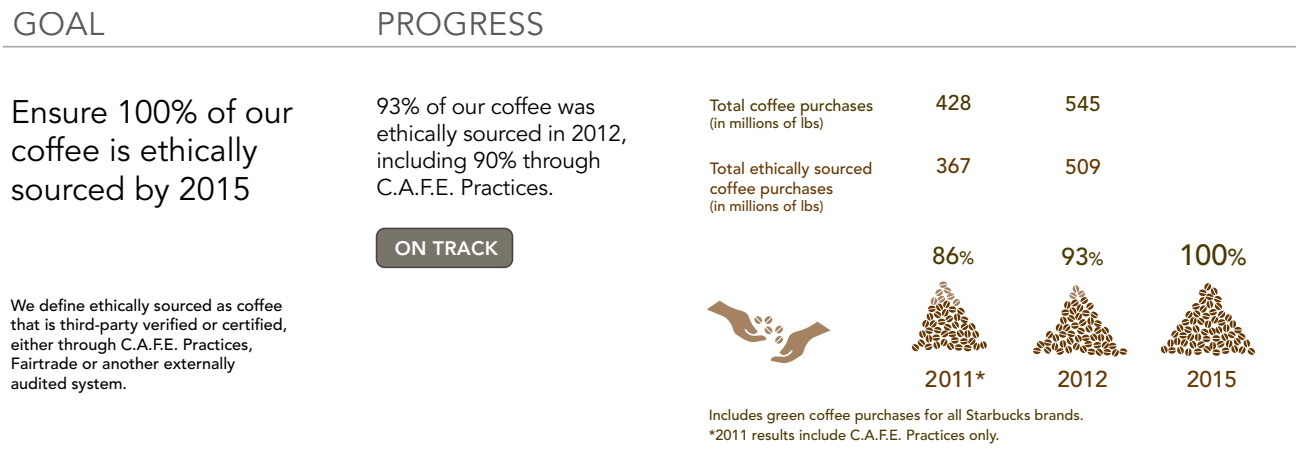 GOAL
PROGRESS
Ensure 100% of our
coffee is ethically
sourced by 2015
We define ethically sourced as coffee
that is third-party verified or certified,
either through C.A.F.E. Practices,
Fairtrade or another externally
audited system.
93% of our coffee was
ethically sourced in 2012,
including 90% through
C.A.F.E. Practices.
ON TRACK
Total coffee purchases 428 545
(in millions of lbs)
Total ethically sourced 367 509
coffee purchases
(in millions of lbs)
86% 93% 100%
2011* 2012 2015
Includes green coffee purchases for all Starbucks brands.
*2011 results include C.A.F.E. Practices only.